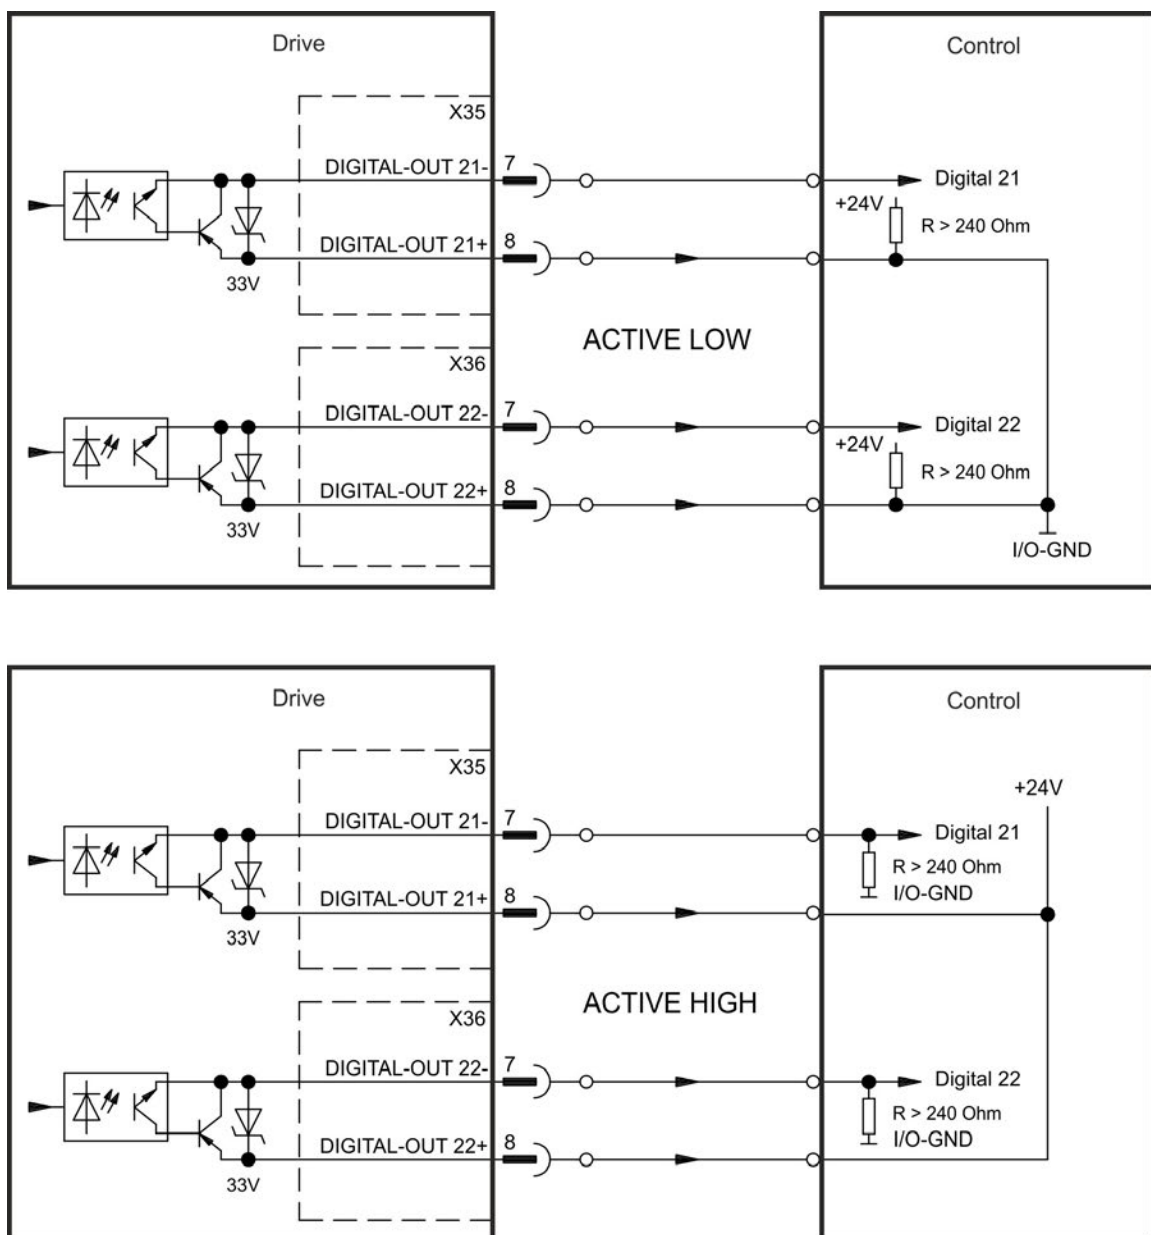 Drive
Control
X35
DIGITAL-OUT 21-
7
Digital 21
+24V
R > 240 Ohm
DIGITAL-OUT 21+
8
33V
ACTIVE LOW
X36
DIGITAL-OUT 22-
7
Digital 22
+24V
R > 240 Ohm
DIGITAL-OUT 22+
8
33V
I/O-GND
Drive
Control
X35
+24V
DIGITAL-OUT 21-
7
Digital 21
R > 240 Ohm
I/O-GND
DIGITAL-OUT 21+
8
33V
ACTIVE HIGH
X36
DIGITAL-OUT 22-
7
Digital 22
R > 240 Ohm
I/O-GND
DIGITAL-OUT 22+
8
33V